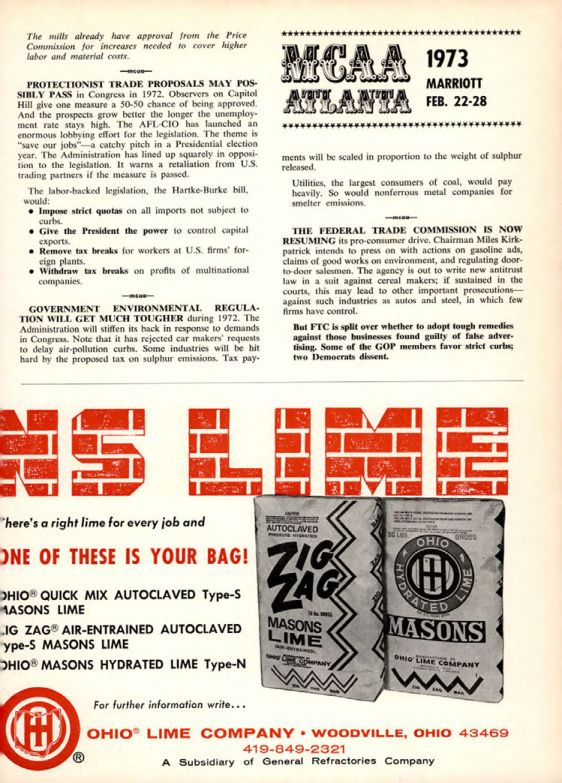 The mills already have approval from the Price
Commission for increases needed to cover higher
labor and material costs.
—mcaa—
PROTECTIONIST TRADE PROPOSALS MAY POS-
SIBLY PASS in Congress in 1972. Observers on Capitol
Hill give one measure a 50-50 chance of being approved.
And the prospects grow better the longer the unemploy-
ment rate stays high. The AFL-CIO has launched an
enormous lobbying effort for the legislation. The theme is
"save our jobs"—a catchy pitch in a Presidential election
year. The Administration has lined up squarely in opposi-
tion to the legislation. It warns a retaliation from U.S.
trading partners if the measure is passed.
The labor-backed legislation, the Hartke-Burke bill,
would:
● Impose strict quotas on all imports not subject to
curbs.
● Give the President the power to control capital
exports.
● Remove tax breaks for workers at U.S. firms' for-
eign plants.
● Withdraw tax breaks on profits of multinational
companies.
—mcaa—
GOVERNMENT ENVIRONMENTAL REGULA-
TION WILL GET MUCH TOUGHER during 1972. The
Administration will stiffen its back in response to demands
in Congress. Note that it has rejected car makers' requests
to delay air-pollution curbs. Some industries will be hit
hard by the proposed tax on sulphur emissions. Tax pay-
MCAA
ATLANTA
1973
MARRIOTT
FEB. 22-28
ments will be scaled in proportion to the weight of sulphur
released.
Utilities, the largest consumers of coal, would pay
heavily. So would nonferrous metal companies for
smelter emissions.
—mcaa—
THE FEDERAL TRADE COMMISSION IS NOW
RESUMING its pro-consumer drive. Chairman Miles Kirk-
patrick intends to press on with actions on gasoline ads,
claims of good works on environment, and regulating door-
to-door salesmen. The agency is out to write new antitrust
law in a suit against cereal makers; if sustained in the
courts, this may lead to other important prosecutions—
against such industries as autos and steel, in which few
firms have control.
But FTC is split over whether to adopt tough remedies
against those businesses found guilty of false adver-
tising. Some of the GOP members favor strict curbs;
two Democrats dissent.
NS LIME
here's a right lime for every job and
ONE OF THESE IS YOUR BAG!
OHIO® QUICK MIX AUTOCLAVED Type-S
MASONS LIME
IG ZAG® AIR-ENTRAINED AUTOCLAVED
ype-S MASONS LIME
OHIO® MASONS HYDRATED LIME Type-N
AUTOCLAVED
PRESSURE HYDRATED
ZIG
ZAG
50 lbs. GROSS
MASONS
LIME
(AIR-ENTRAINED)
OHIO LIME COMPANY
ZIG ZAG BAG
50 LBS. GROSS
OHIO
HYDRATED LIME
MASONS
MANUFACTURED BY
OHIO LIME COMPANY
ZIG ZAG BAG
For further information write...
OHIO® LIME COMPANY • WOODVILLE, OHIO 43469
419-849-2321
A Subsidiary of General Refractories Company